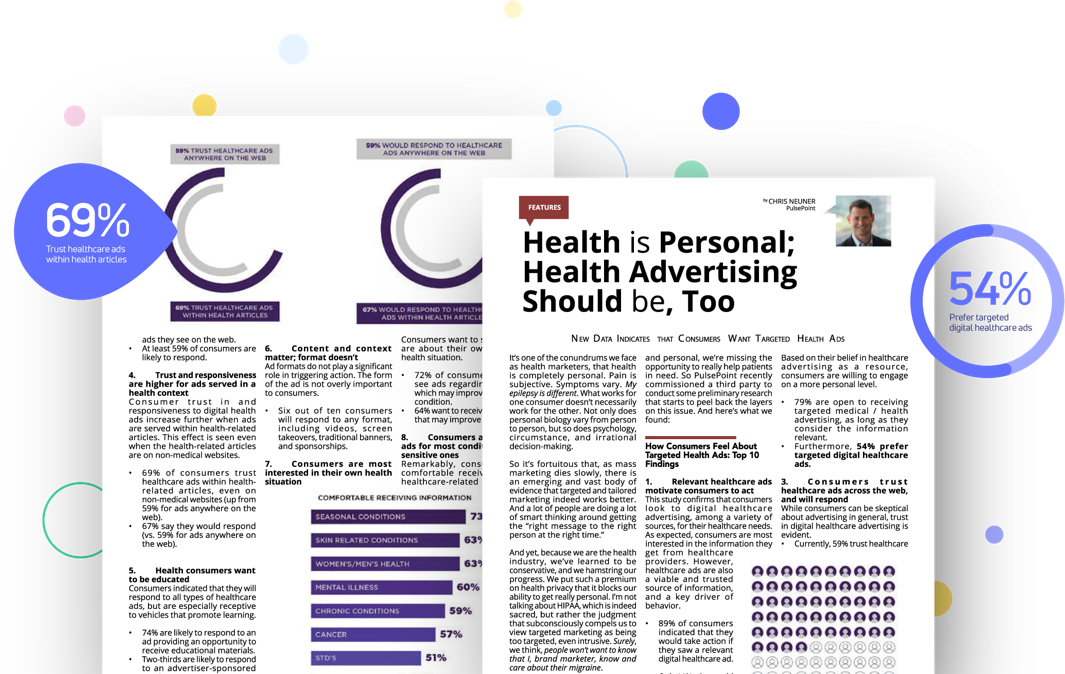 69%
Trust healthcare ads
within health articles
59% TRUST HEALTHCARE ADS
ANYWHERE ON THE WEB
69% TRUST HEALTHCARE ADS
WITHIN HEALTH ARTICLES
59% WOULD RESPOND TO HEALTHCARE
ADS ANYWHERE ON THE WEB
67% WOULD RESPOND TO
ADS WITHIN HEALTH
ads they see on the web.
• At least 59% of consumers are
likely to respond.
4. Trust and responsiveness
are higher for ads served in a
health context
Consumer trust in and
responsiveness to digital health
ads increase further when ads
are served within health-related
articles. This effect is seen even
when the health-related articles
are on non-medical websites.
• 69% of consumers trust
healthcare ads within health-
related articles, even on
non-medical websites (up from
59% for ads anywhere on the
web).
• 67% say they would respond
(vs. 59% for ads anywhere on
the web).
5. Health consumers want
to be educated
Consumers indicated that they will
respond to all types of healthcare
ads, but are especially receptive
to vehicles that promote learning.
• 74% are likely to respond to an
ad providing an opportunity to
receive educational materials.
• Two-thirds are likely to respond
to an advertiser-sponsored
6. Content and context
matter; format doesn't
Ad formats do not play a significant
role in triggering action. The form
of the ad is not overly important
to consumers.
• Six out of ten consumers
will respond to any format,
including videos, screen
takeovers, traditional banners,
and sponsorships.
7. Consumers are most
interested in their own health
situation
Consumers want to
are about their ow
health situation.
• 72% of consume
see ads regardi
which may improv
condition.
• 64% want to recei
that may improve
8. Consumers a
ads for most condi
sensitive ones
Remarkably, cons
comfortable receiv
healthcare-related
COMFORTABLE RECEIVING INFORMATION
SEASONAL CONDITIONS 73
SKIN RELATED CONDITIONS 63%
WOMEN'S/MEN'S HEALTH 63%
MENTAL ILLNESS 60%
CHRONIC CONDITIONS 59%
CANCER 57%
STD'S 51%
FEATURES
by CHRIS NEUNER
PulsePoint
Health is Personal;
Health Advertising
Should be, Too
New Data Indicates that Consumers Want Targeted Health Ads
It's one of the conundrums we face
as health marketers, that health
is completely personal. Pain is
subjective. Symptoms vary. My
epilepsy is different. What works for
one consumer doesn't necessarily
work for the other. Not only does
personal biology vary from person
to person, but so does psychology,
circumstance, and irrational
decision-making.
So it's fortuitous that, as mass
marketing dies slowly, there is
an emerging and vast body of
evidence that targeted and tailored
marketing indeed works better.
And a lot of people are doing a lot
of smart thinking around getting
the "right message to the right
person at the right time."
And yet, because we are the health
industry, we've learned to be
conservative, and we hamstring our
progress. We put such a premium
on health privacy that it blocks our
ability to get really personal. I'm not
talking about HIPAA, which is indeed
sacred, but rather the judgment
that subconsciously compels us to
view targeted marketing as being
too targeted, even intrusive. Surely,
we think, people won't want to know
that I, brand marketer, know and
care about their migraine.
and personal, we're missing the
opportunity to really help patients
in need. So PulsePoint recently
commissioned a third party to
conduct some preliminary research
that starts to peel back the layers
on this issue. And here's what we
found:
How Consumers Feel About
Targeted Health Ads: Top 10
Findings
1. Relevant healthcare ads
motivate consumers to act
This study confirms that consumers
look to digital healthcare
advertising, among a variety of
sources, for their healthcare needs.
As expected, consumers are most
interested in the information they
get from healthcare
providers. However,
healthcare ads are also
a viable and trusted
source of information,
and a key driver of
behavior.
• 89% of consumers
indicated that they
would take action if
they saw a relevant
digital healthcare ad.
Based on their belief in healthcare
advertising as a resource,
consumers are willing to engage
on a more personal level.
• 79% are open to receiving
targeted medical / health
advertising, as long as they
consider the information
relevant.
• Furthermore, 54% prefer
targeted digital healthcare
ads.
3. Consumers trust
healthcare ads across the web,
and will respond
While consumers can be skeptical
about advertising in general, trust
in digital healthcare advertising is
evident.
• Currently, 59% trust healthcare
54%
Prefer targeted
digital healthcare ads